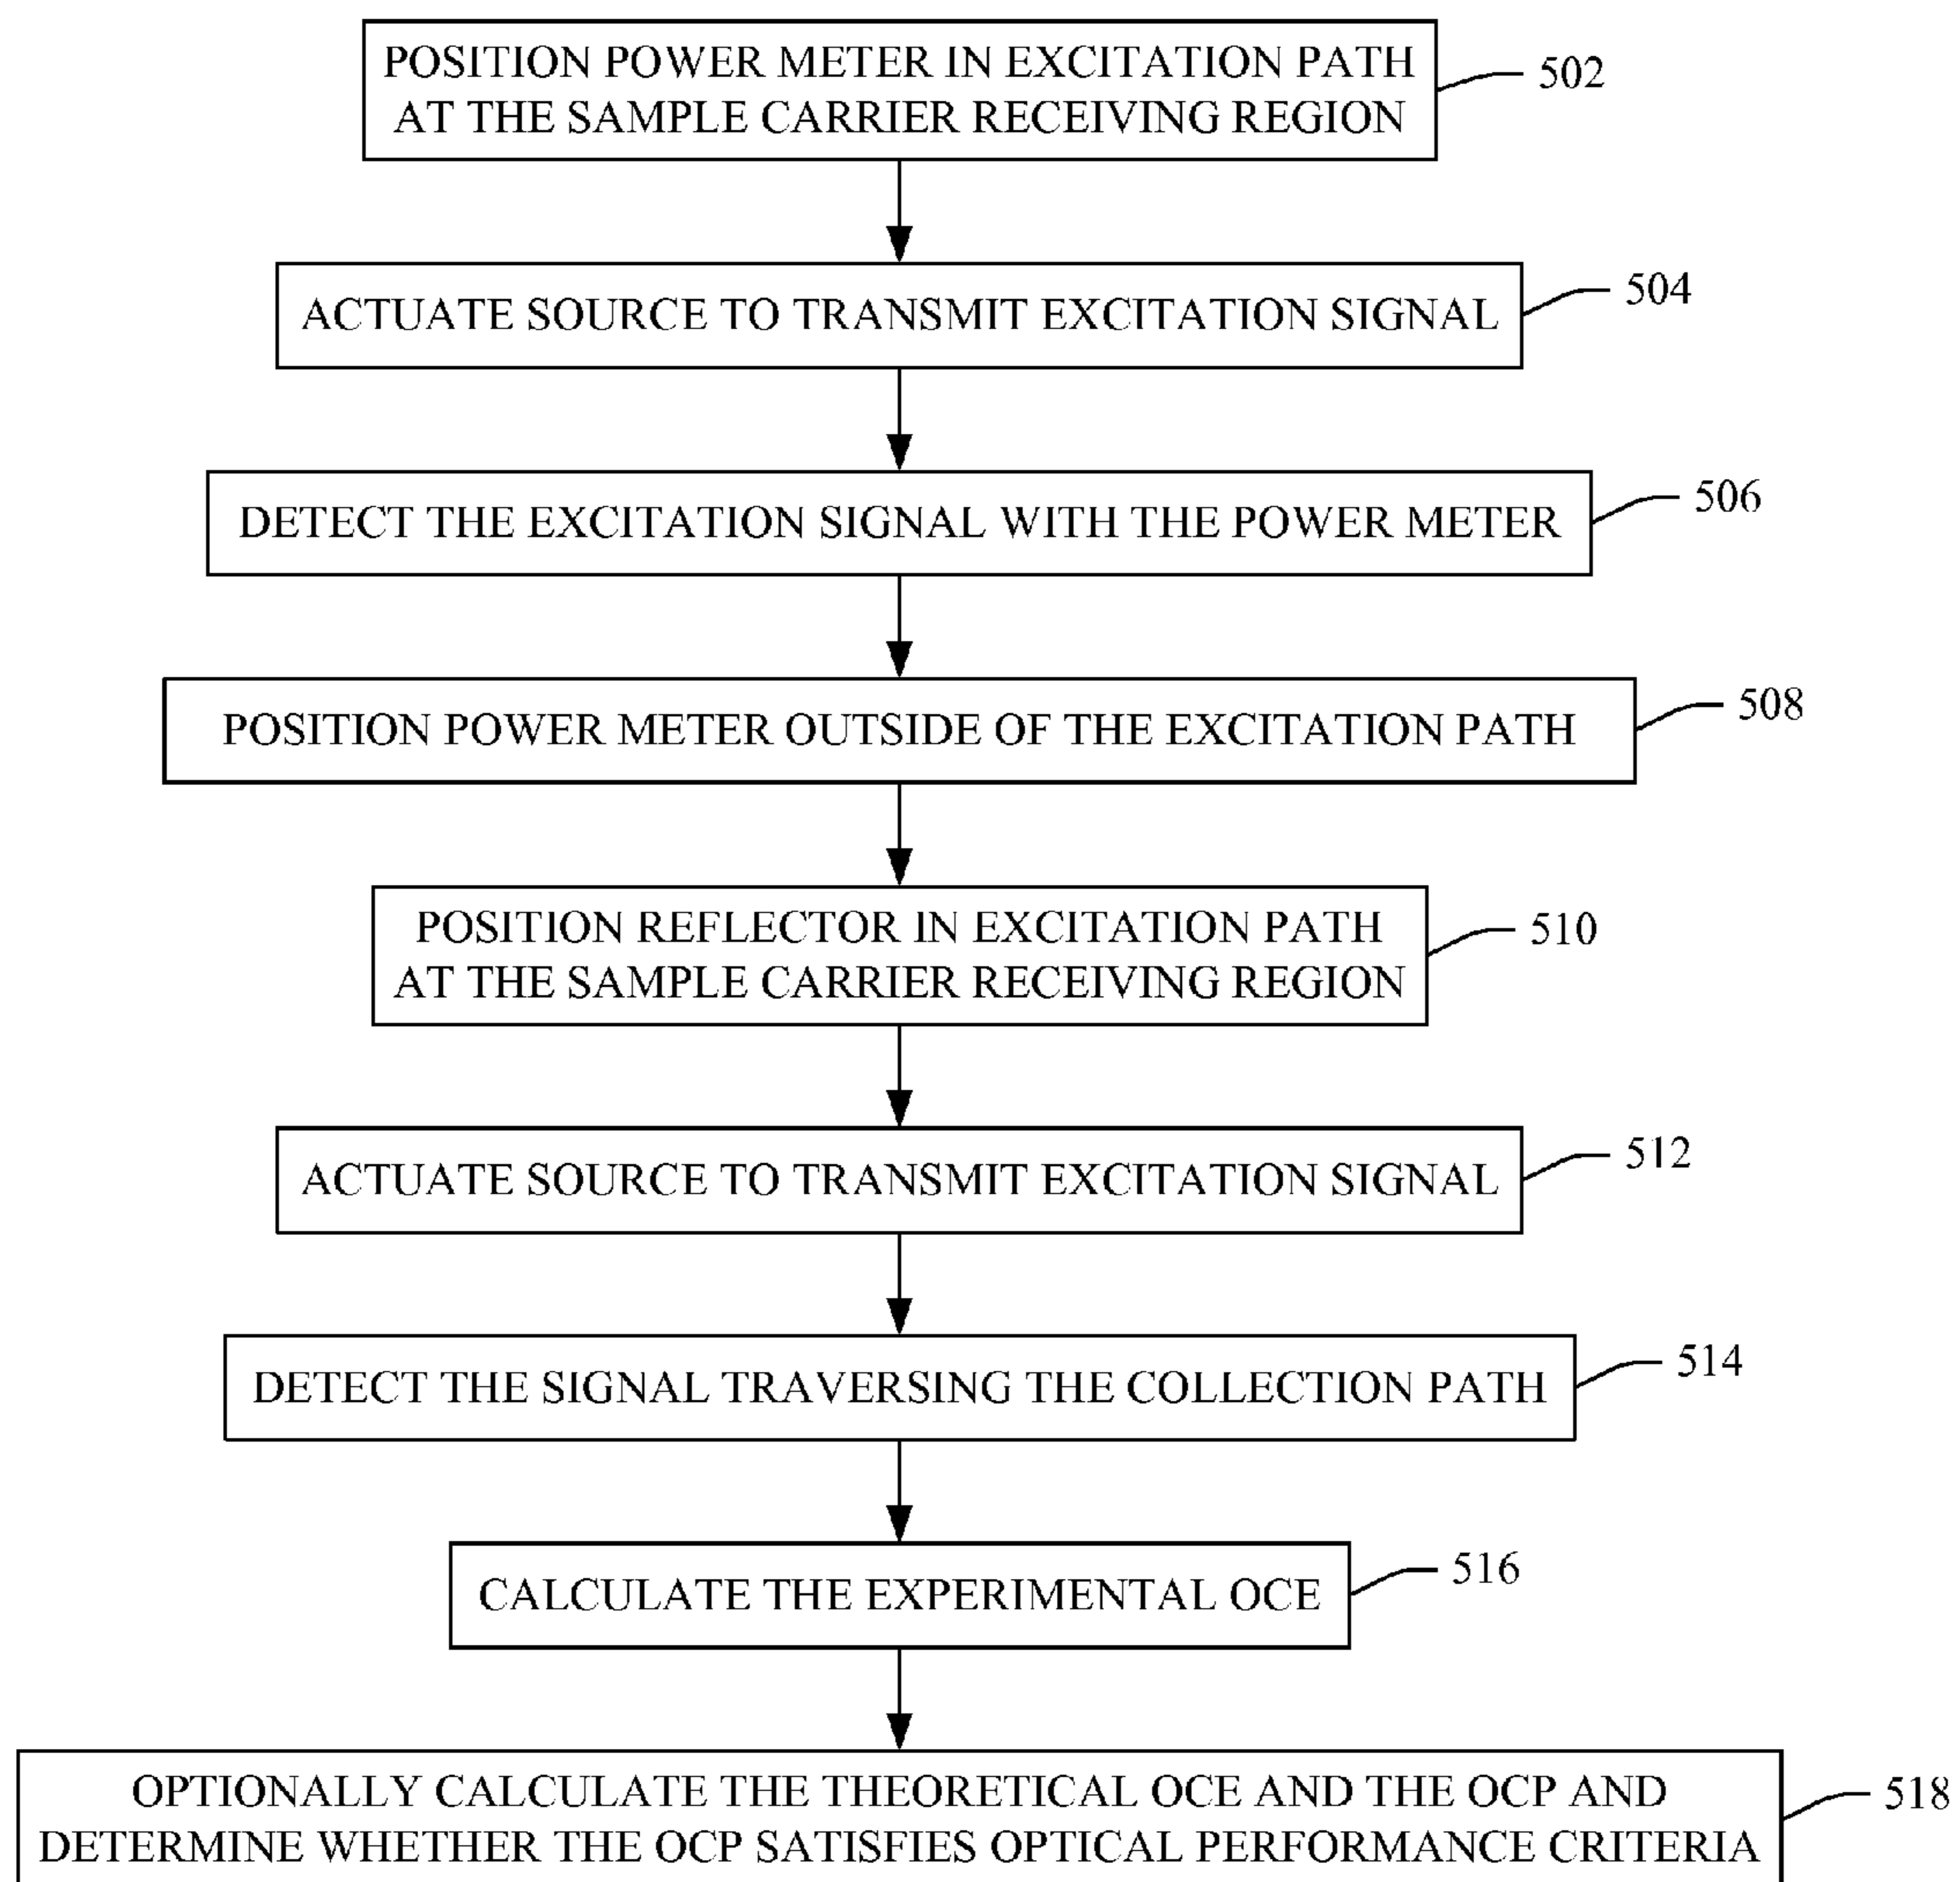 POSITION POWER METER IN EXCITATION PATH
AT THE SAMPLE CARRIER RECEIVING REGION
502
ACTUATE SOURCE TO TRANSMIT EXCITATION SIGNAL
504
DETECT THE EXCITATION SIGNAL WITH THE POWER METER
506
POSITION POWER METER OUTSIDE OF THE EXCITATION PATH
508
POSITION REFLECTOR IN EXCITATION PATH
AT THE SAMPLE CARRIER RECEIVING REGION
510
ACTUATE SOURCE TO TRANSMIT EXCITATION SIGNAL
512
DETECT THE SIGNAL TRAVERSING THE COLLECTION PATH
514
CALCULATE THE EXPERIMENTAL OCE
516
OPTIONALLY CALCULATE THE THEORETICAL OCE AND THE OCP AND
DETERMINE WHETHER THE OCP SATISFIES OPTICAL PERFORMANCE CRITERIA
518